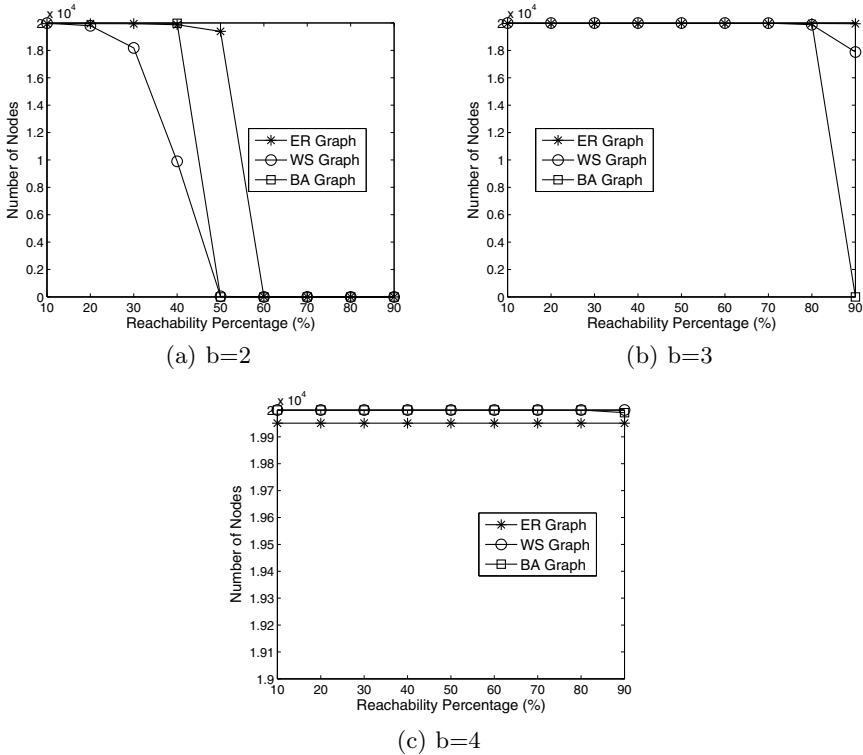 x 10^4
2
1.8
1.6
1.4
1.2
1
0.8
0.6
0.4
0.2
0
Number of Nodes
ER Graph
WS Graph
BA Graph
10 20 30 40 50 60 70 80 90
Reachability Percentage (%)
(a) b=2
x 10^4
2
1.8
1.6
1.4
1.2
1
0.8
0.6
0.4
0.2
0
Number of Nodes
ER Graph
WS Graph
BA Graph
10 20 30 40 50 60 70 80 90
Reachability Percentage (%)
(b) b=3
x 10^4
2
1.99
1.98
1.97
1.96
1.95
1.94
1.93
1.92
1.91
1.9
Number of Nodes
ER Graph
WS Graph
BA Graph
10 20 30 40 50 60 70 80 90
Reachability Percentage (%)
(c) b=4